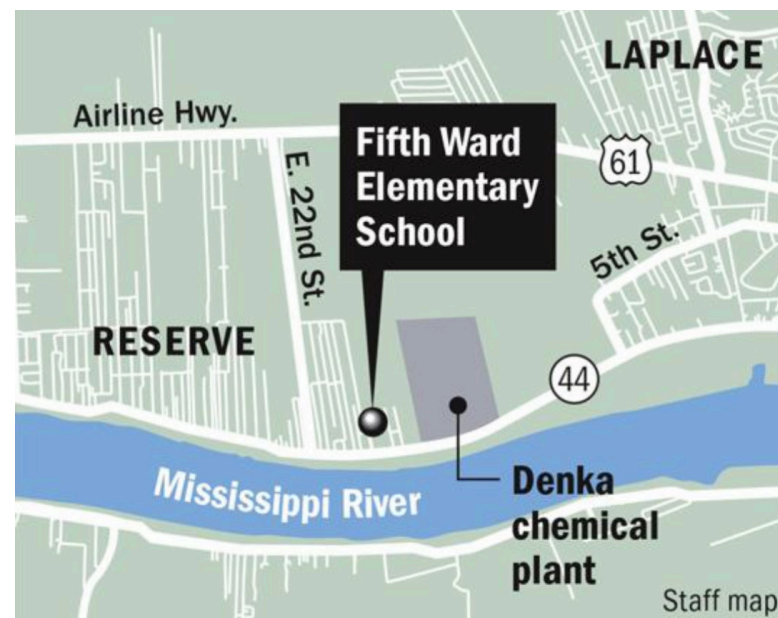 LAPLACE
Airline Hwy.
61
Fifth Ward
Elementary
School
E. 22nd St.
5th St.
RESERVE
44
Mississippi River
Denka
chemical
plant
Staff map